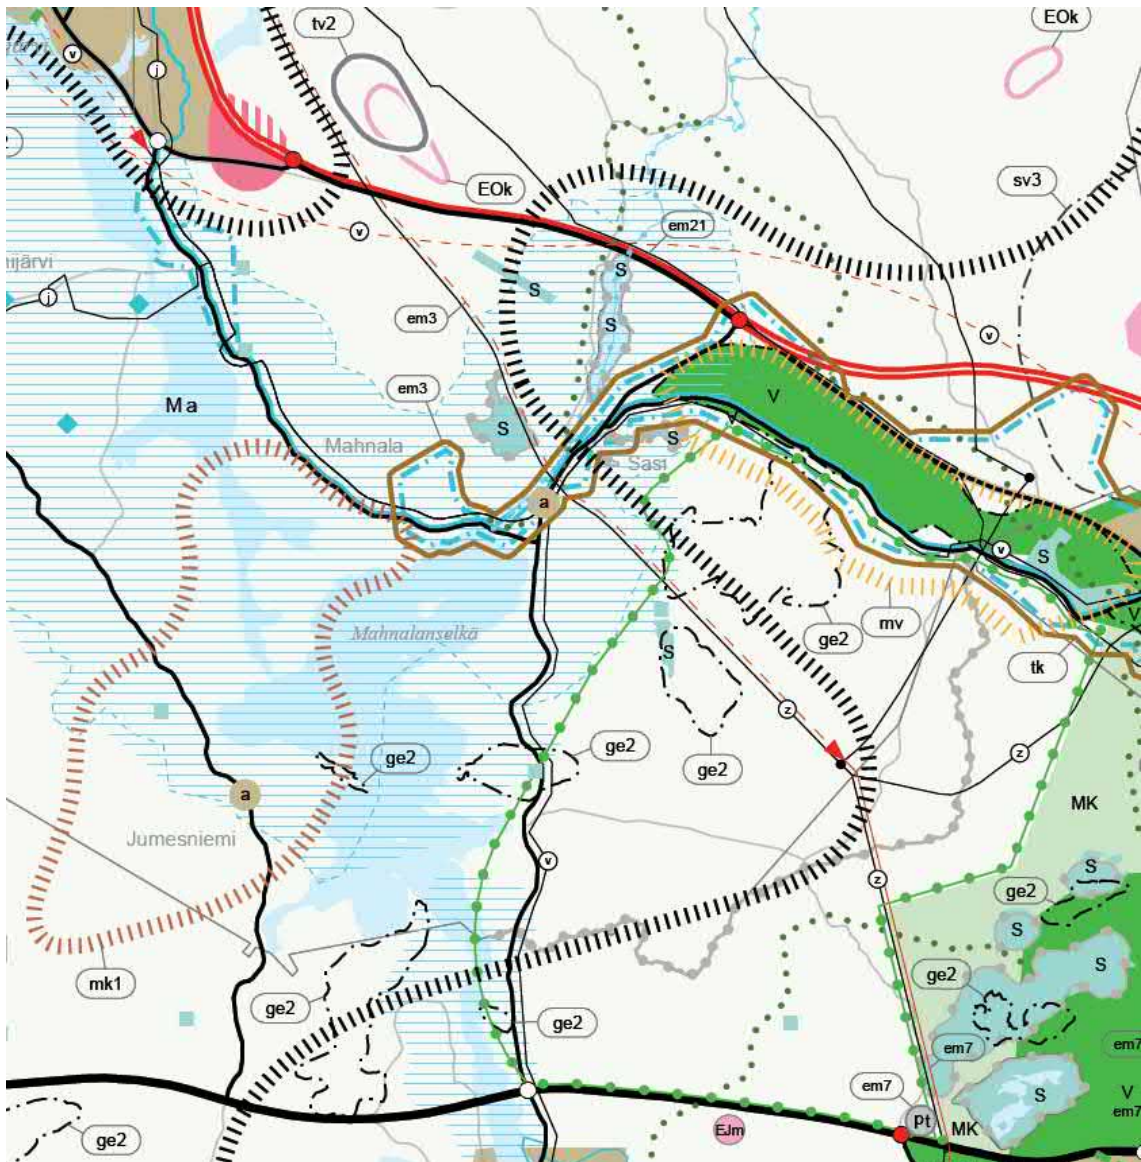 tv2
EOk
v
j
EOk
sv3
v
em21
S
S
nijärvi
j
S
em3
v
em3
Ma
V
S
Mahnala
V
S
Sasi
a
v
S
V
Mahnalanselkä
ge2
mv
S
tk
z
ge2
ge2
ge2
z
a
MK
Jumesniemi
v
S
z
ge2
S
S
ge2
mk1
ge2
ge2
em7
em7
em7
V
S
em7
pt
EJm
MK
ge2